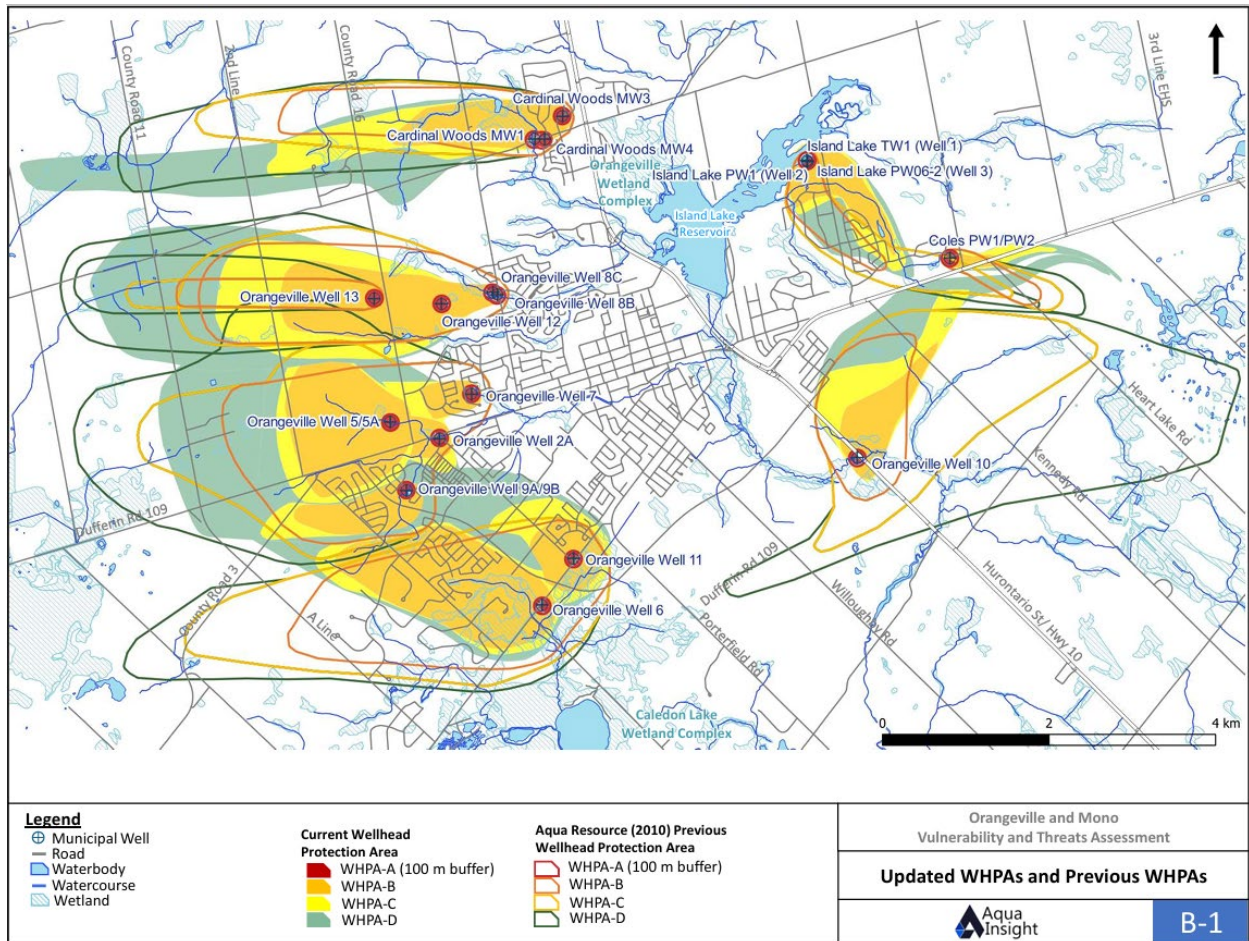 County Road 11
2nd Line
County Road 16
3rd Line EHS
Cardinal Woods MW3
Cardinal Woods MW1
Cardinal Woods MW4
Orangeville
Wetland
Complex
Island Lake TW1 (Well 1)
Island Lake PW1 (Well 2)
Island Lake PW06-2 (Well 3)
Island Lake
Reservoir
Coles PW1/PW2
Orangeville Well 8C
Orangeville Well 13
Orangeville Well 8B
Orangeville Well 12
Orangeville Well 7
Orangeville Well 5/5A
Orangeville Well 2A
Heart Lake Rd
Orangeville Well 10
Kennedy Rd
Orangeville Well 9A/9B
Dufferin Rd 109
Orangeville Well 11
Dufferin Rd 109
Hurontario St/ Hwy 10
Willoughby Rd
County Road 3
A Line
Orangeville Well 6
Porterfield Rd
Caledon Lake
Wetland Complex
0 2 4 km
Legend
Municipal Well
Road
Waterbody
Watercourse
Wetland
Current Wellhead
Protection Area
WHPA-A (100 m buffer)
WHPA-B
WHPA-C
WHPA-D
Aqua Resource (2010) Previous
Wellhead Protection Area
WHPA-A (100 m buffer)
WHPA-B
WHPA-C
WHPA-D
Orangeville and Mono
Vulnerability and Threats Assessment
Updated WHPAs and Previous WHPAs
Aqua
Insight
B-1